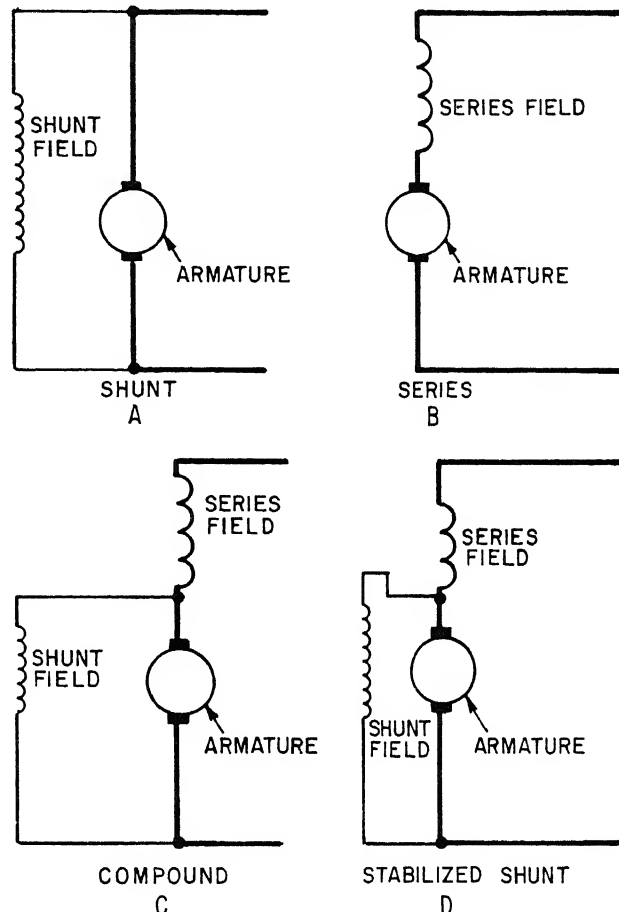 SHUNT
FIELD
ARMATURE
SHUNT
A
SERIES FIELD
ARMATURE
SERIES
B
SERIES
FIELD
SHUNT
FIELD
ARMATURE
COMPOUND
C
SERIES
FIELD
SHUNT
FIELD
ARMATURE
STABILIZED SHUNT
D